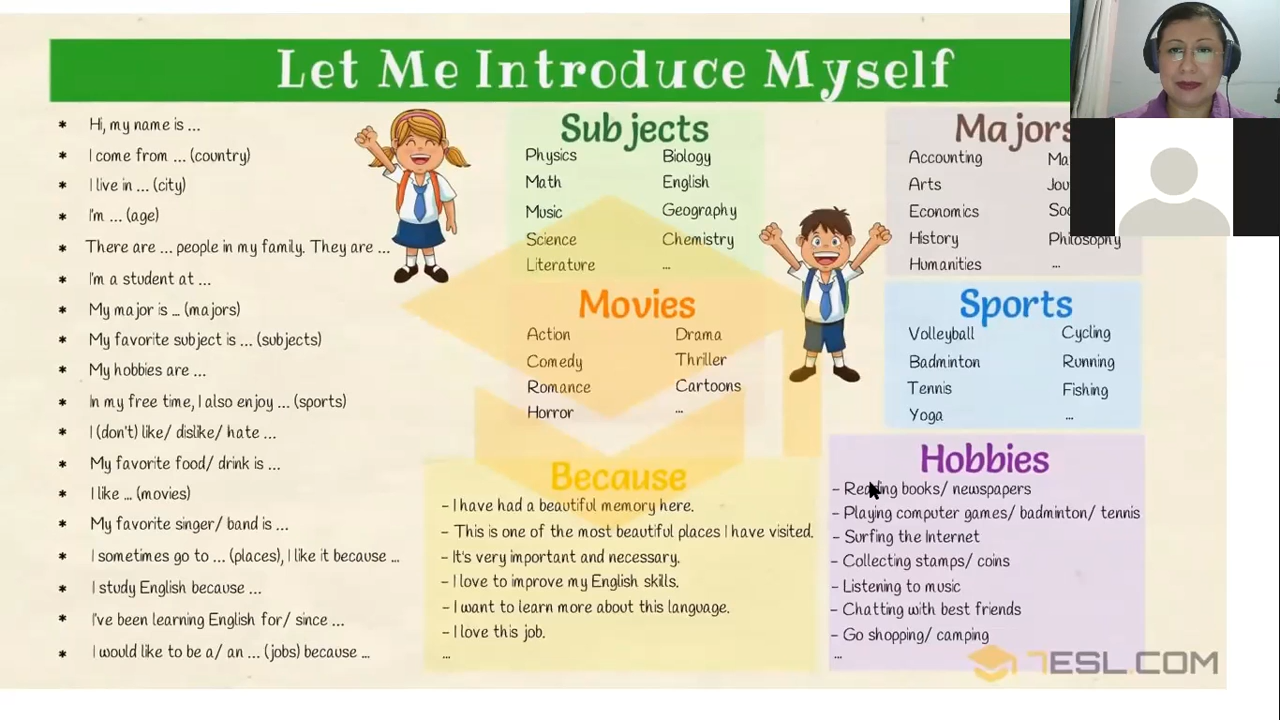 Let Me Introduce Myself
* Hi, my name is ...
* I come from ... (country)
* I live in ... (city)
* I'm ... (age)
* There are ... people in my family. They are ...
* I'm a student at ...
* My major is ... (majors)
* My favorite subject is ... (subjects)
* My hobbies are ...
* In my free time, I also enjoy ... (sports)
* I (don't) like/ dislike/ hate ...
* My favorite food/ drink is ...
* I like ... (movies)
* My favorite singer/ band is ...
* I sometimes go to ... (places), I like it because ...
* I study English because ...
* I've been learning English for/ since ...
* I would like to be a/ an ... (jobs) because ...
Subjects
Physics Biology
Math English
Music Geography
Science Chemistry
Literature ...
Movies
Action Drama
Comedy Thriller
Romance Cartoons
Horror ...
Because
- I have had a beautiful memory here.
- This is one of the most beautiful places I have visited.
- It's very important and necessary.
- I love to improve my English skills.
- I want to learn more about this language.
- I love this job.
...
Majors
Accounting
Arts
Economics
History Philosophy
Humanities ...
Sports
Volleyball Cycling
Badminton Running
Tennis Fishing
Yoga ...
Hobbies
- Reading books/ newspapers
- Playing computer games/ badminton/ tennis
- Surfing the Internet
- Collecting stamps/ coins
- Listening to music
- Chatting with best friends
- Go shopping/ camping
...
7ESL.COM